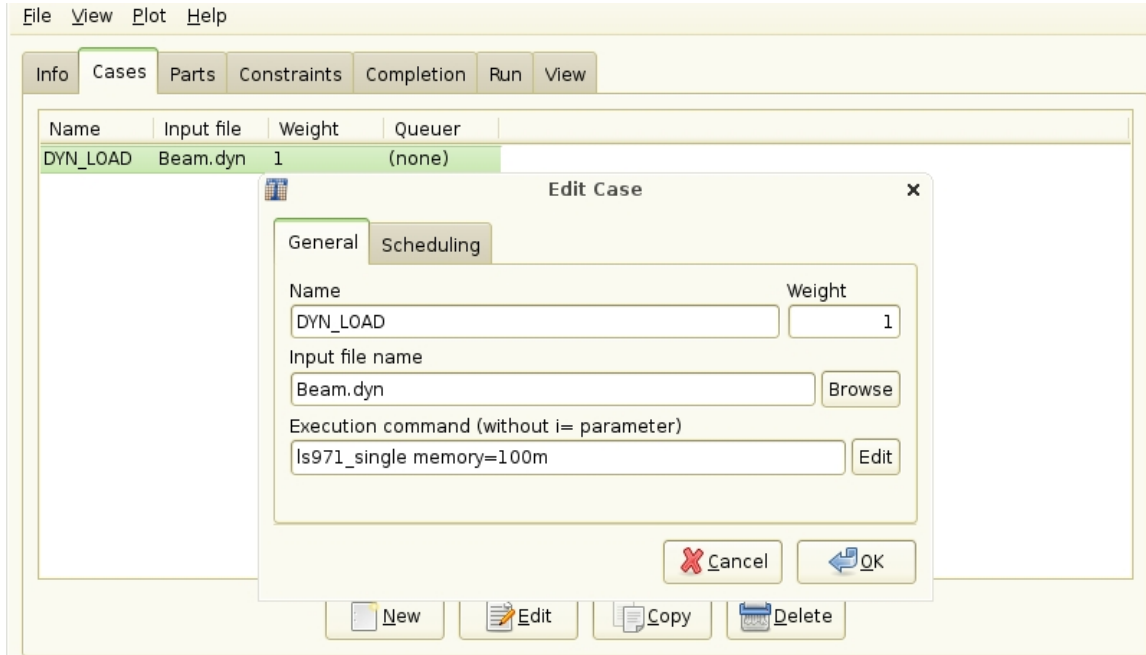 File View Plot Help
Info Cases Parts Constraints Completion Run View
Name Input file Weight Queuer
DYN_LOAD Beam.dyn 1 (none)
Edit Case
General Scheduling
Name Weight
DYN_LOAD 1
Input file name
Beam.dyn Browse
Execution command (without i= parameter)
ls971_single memory=100m Edit
Cancel OK
New Edit Copy Delete